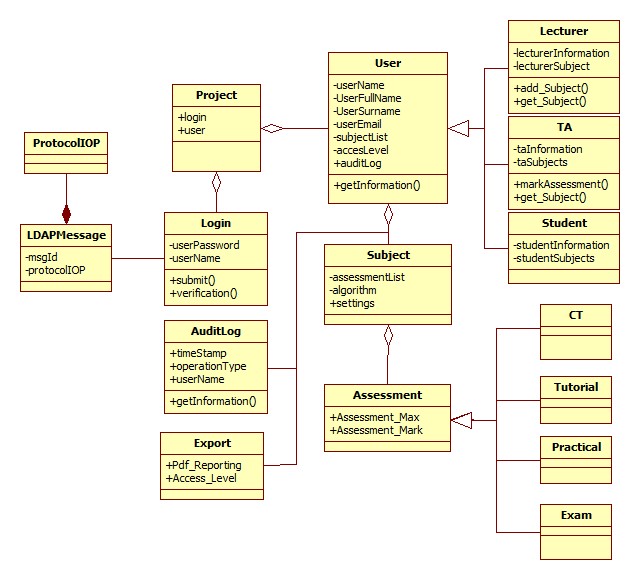 Lecturer
-lecturerInformation
-lecturerSubject
+add_Subject()
+get_Subject()
User
-userName
-UserFullName
-UserSurname
-userEmail
-subjectList
-accesLevel
+auditLog
+getInformation()
Project
+login
+user
TA
-taInformation
-taSubjects
+markAssessment()
+get_Subject()
ProtocolIOP
Student
-studentInformation
-studentSubjects
LDAPMessage
-msgId
-protocolIOP
Login
-userPassword
-userName
+submit()
+verification()
Subject
-assessmentList
-algorithm
+settings
AuditLog
+timeStamp
+operationType
+userName
+getInformation()
CT
Assessment
+Assessment_Max
+Assessment_Mark
Tutorial
Export
+Pdf_Reporting
+Access_Level
Practical
Exam